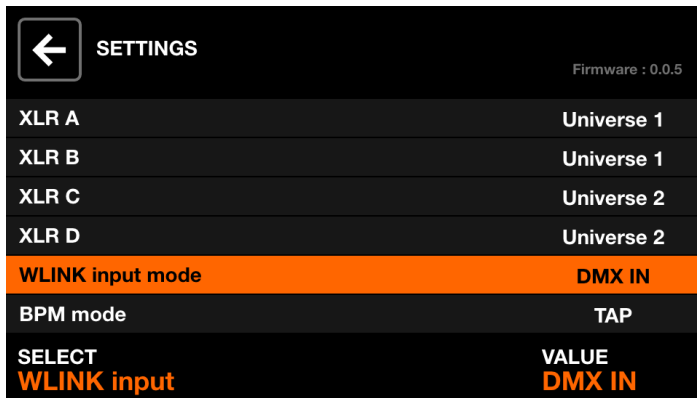 SETTINGS
Firmware : 0.0.5
XLR A Universe 1
XLR B Universe 1
XLR C Universe 2
XLR D Universe 2
WLINK input mode DMX IN
BPM mode TAP
SELECT VALUE
WLINK input DMX IN